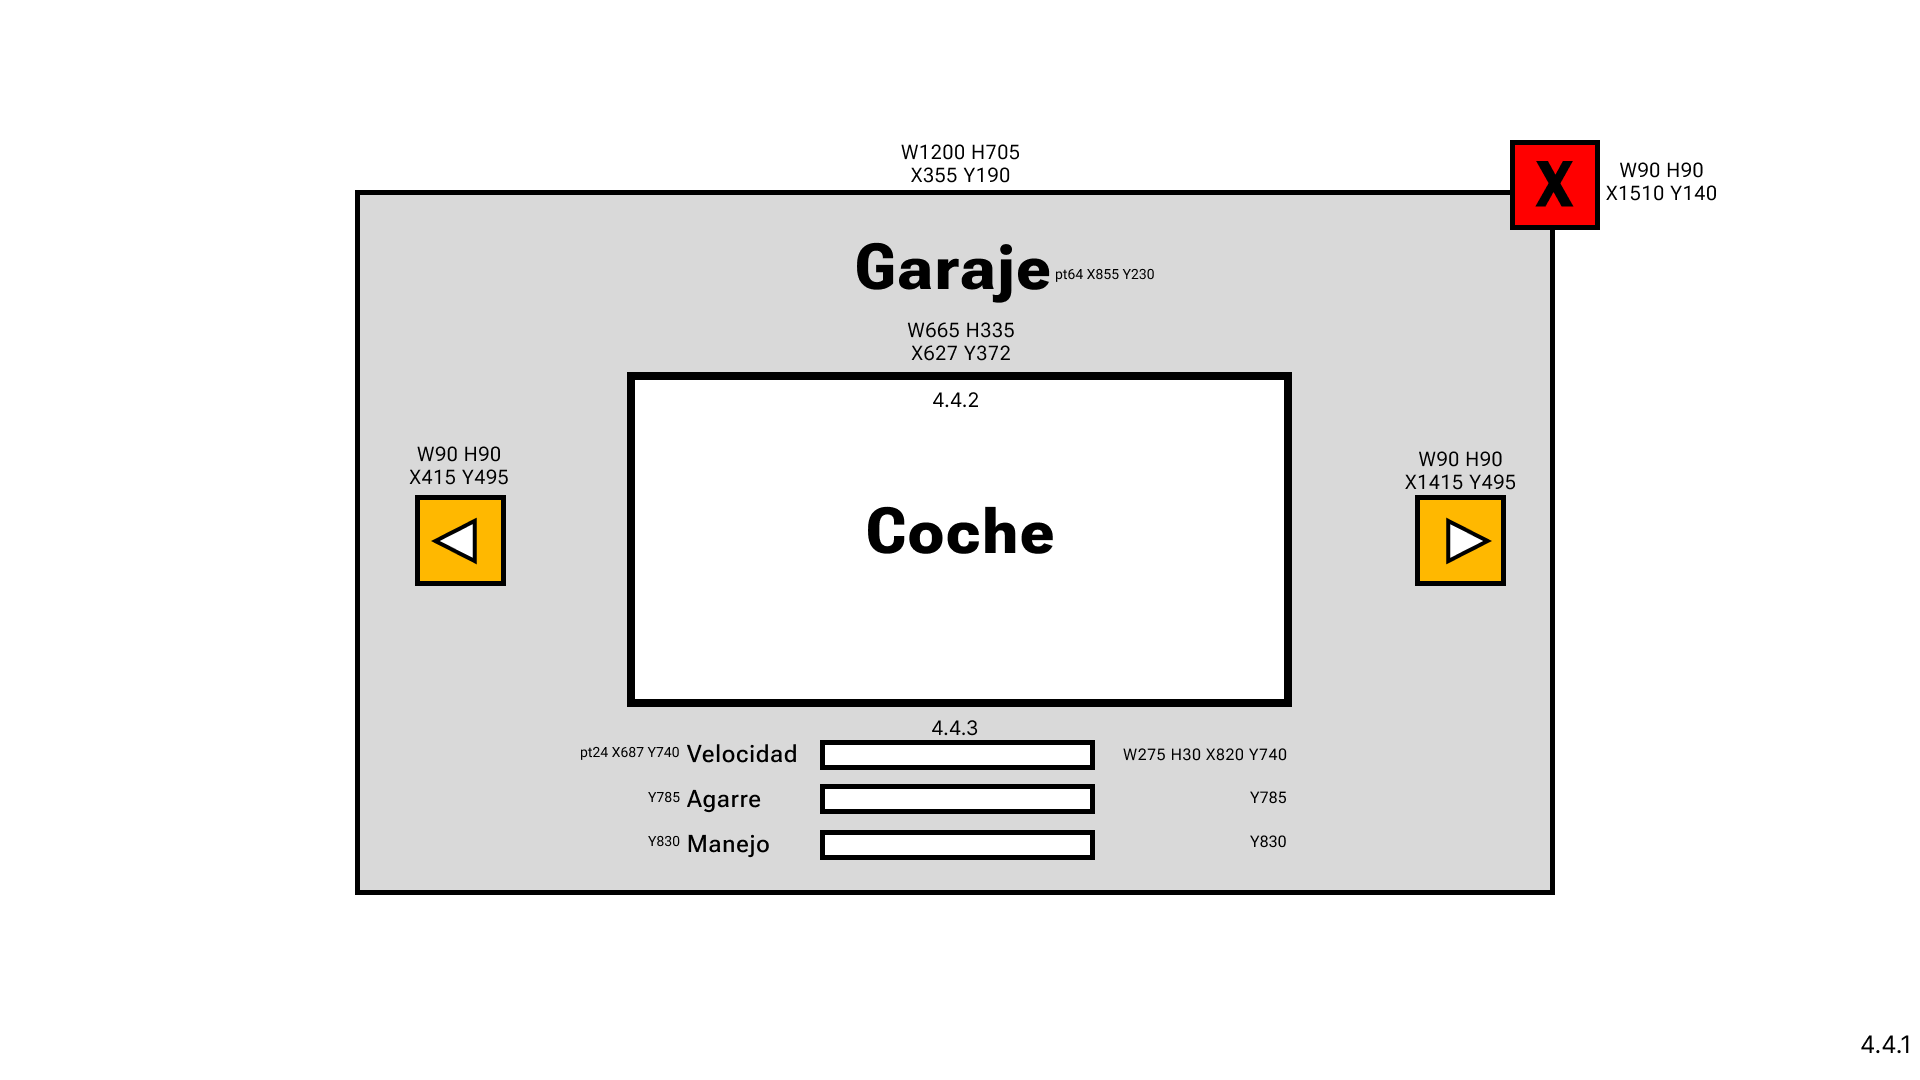 W1200 H705
X355 Y190
X
W90 H90
X1510 Y140
Garaje
pt64 X855 Y230
W665 H335
X627 Y372
4.4.2
W90 H90
X415 Y495
W90 H90
X1415 Y495
Coche
4.4.3
pt24 X687 Y740
Velocidad
W275 H30 X820 Y740
Y785
Agarre
Y785
Y830
Manejo
Y830
4.4.1